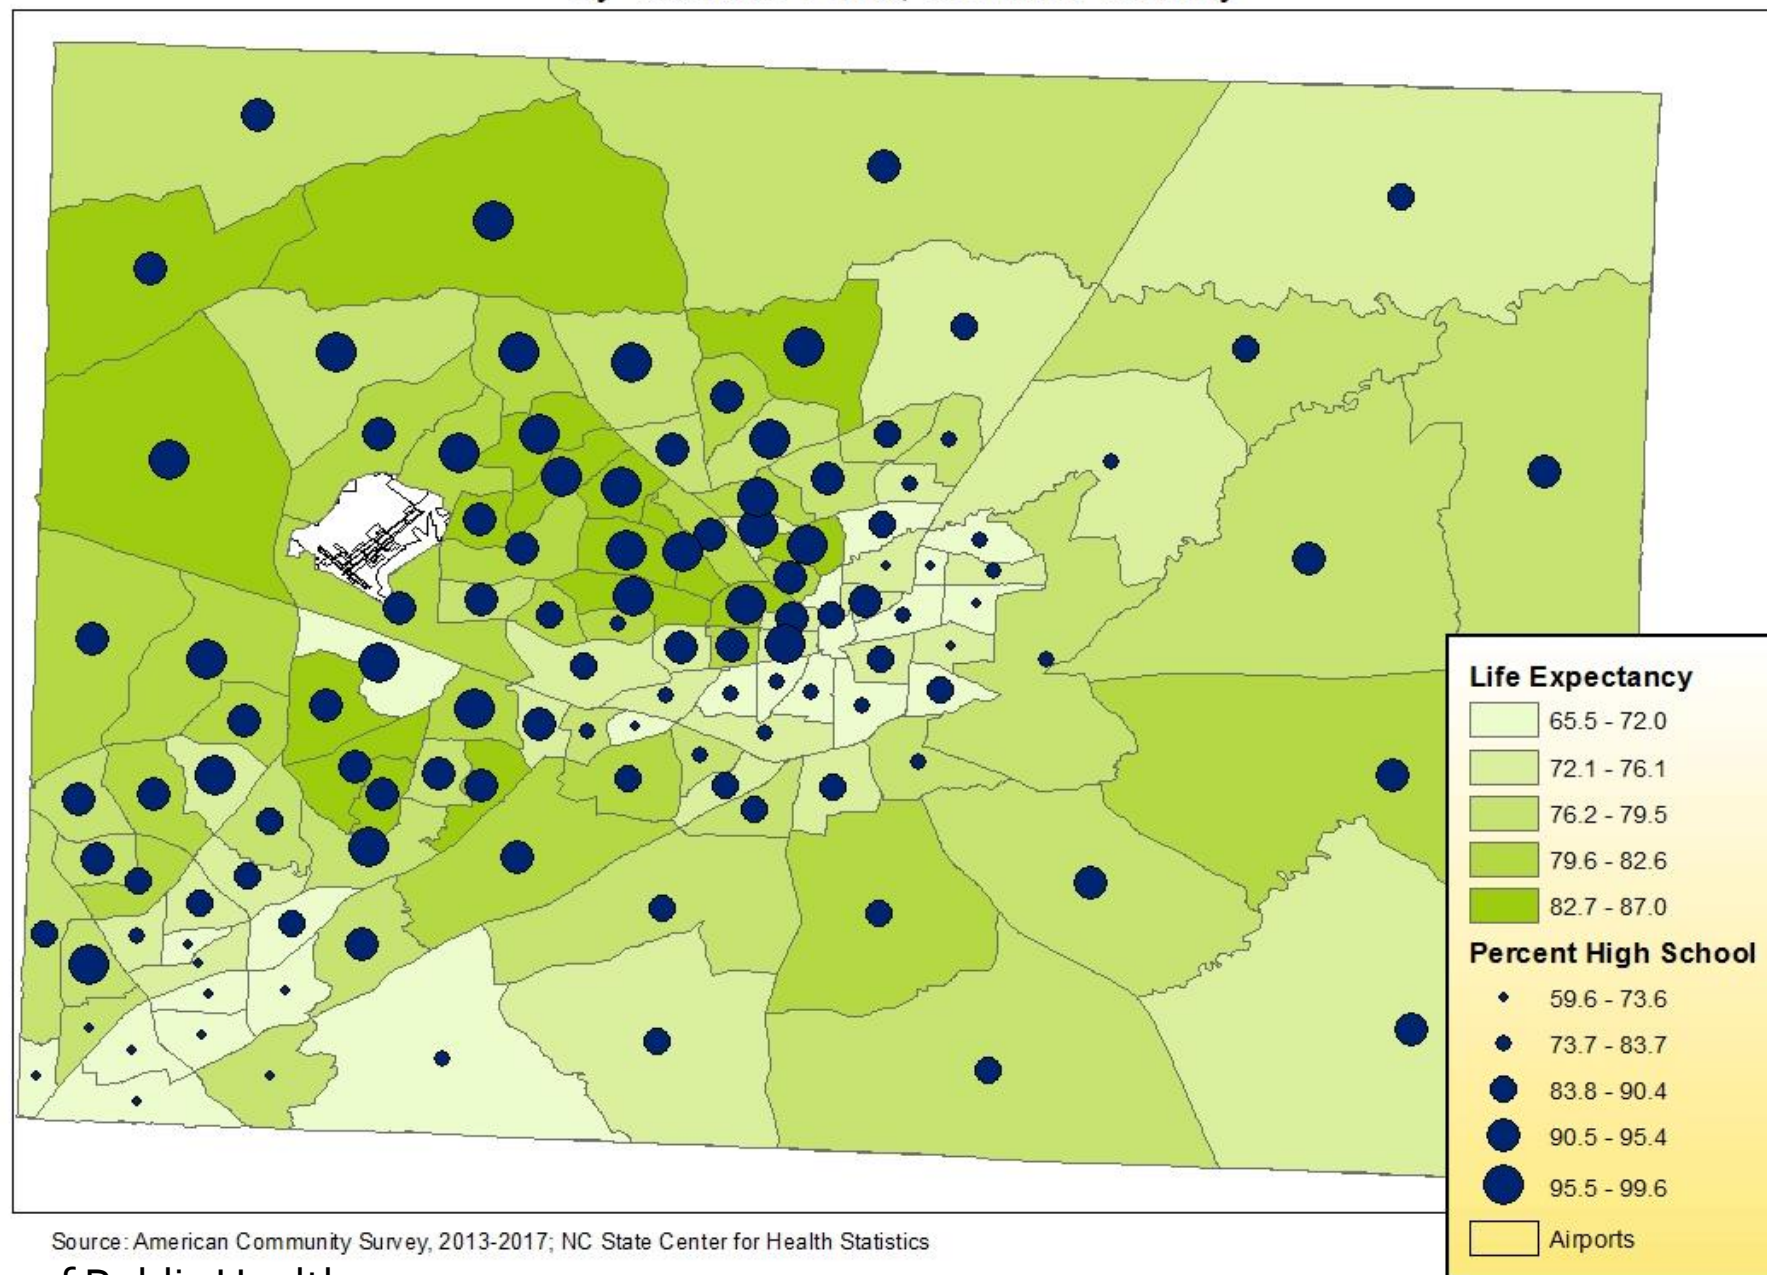 Life Expectancy
65.5 - 72.0
72.1 - 76.1
76.2 - 79.5
79.6 - 82.6
82.7 - 87.0
Percent High School
59.6 - 73.6
73.7 - 83.7
83.8 - 90.4
90.5 - 95.4
95.5 - 99.6
Airports
Source: American Community Survey, 2013-2017; NC State Center for Health Statistics